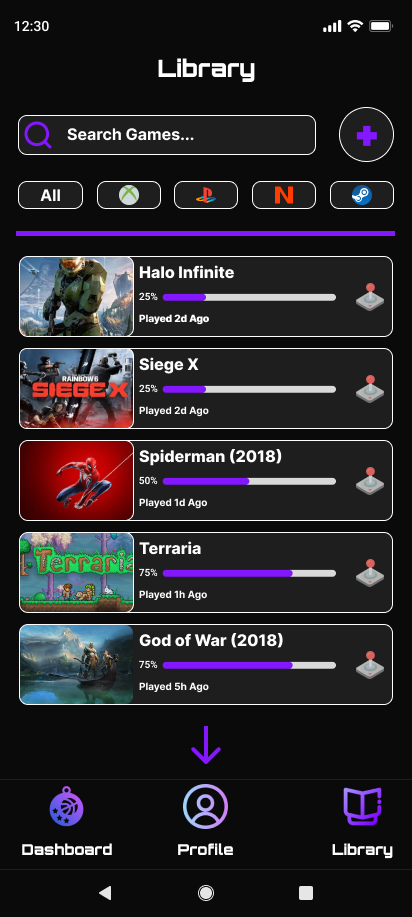 12:30
Library
Search Games...
All
Halo Infinite
25%
Played 2d Ago
RAINBOW6
SIEGE X
Siege X
25%
Played 2d Ago
Spiderman (2018)
50%
Played 1d Ago
Terraria
Terraria
75%
Played 1h Ago
God of War (2018)
75%
Played 5h Ago
Dashboard
Profile
Library